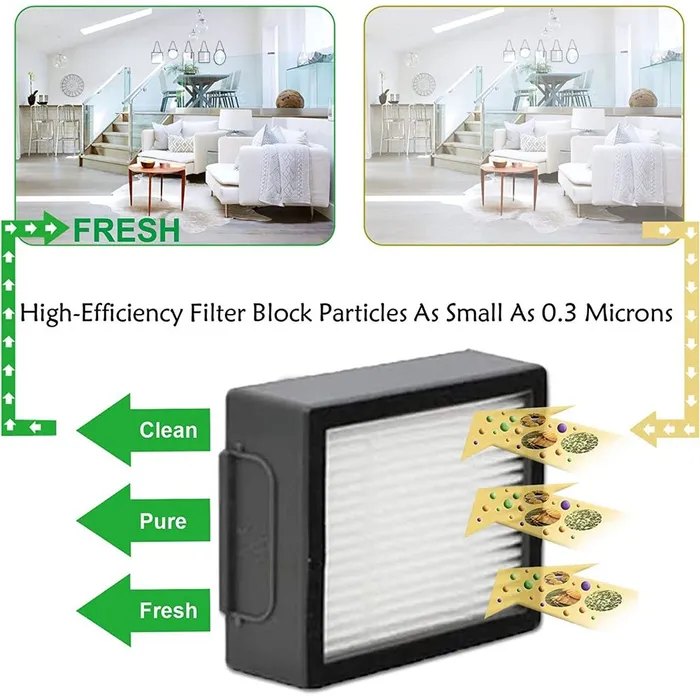 FRESH
High-Efficiency Filter Block Particles As Small As 0.3 Microns
Clean
Pure
Fresh